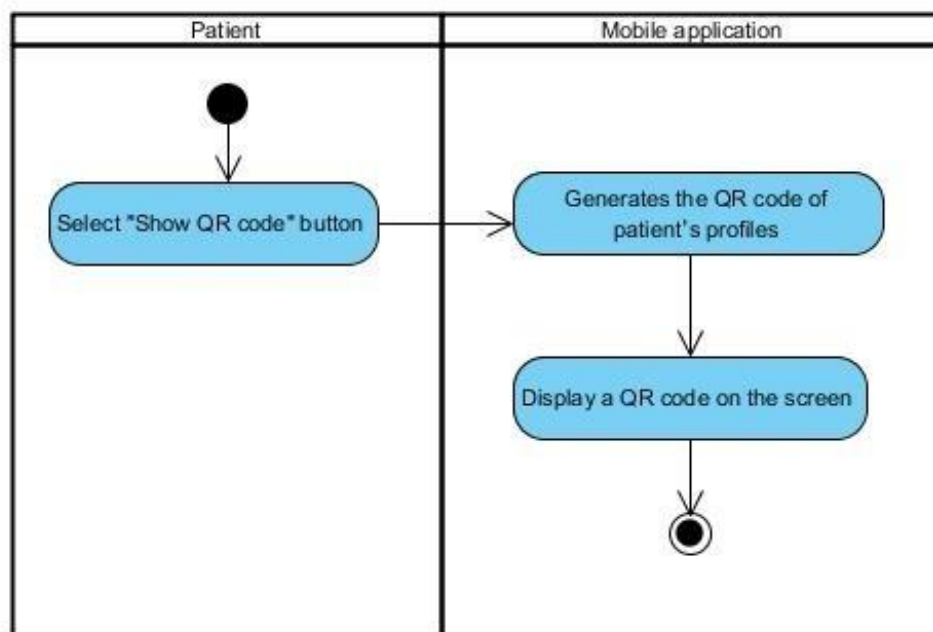 Patient
Mobile application
Select "Show QR code" button
Generates the QR code of
patient's profiles
Display a QR code on the screen